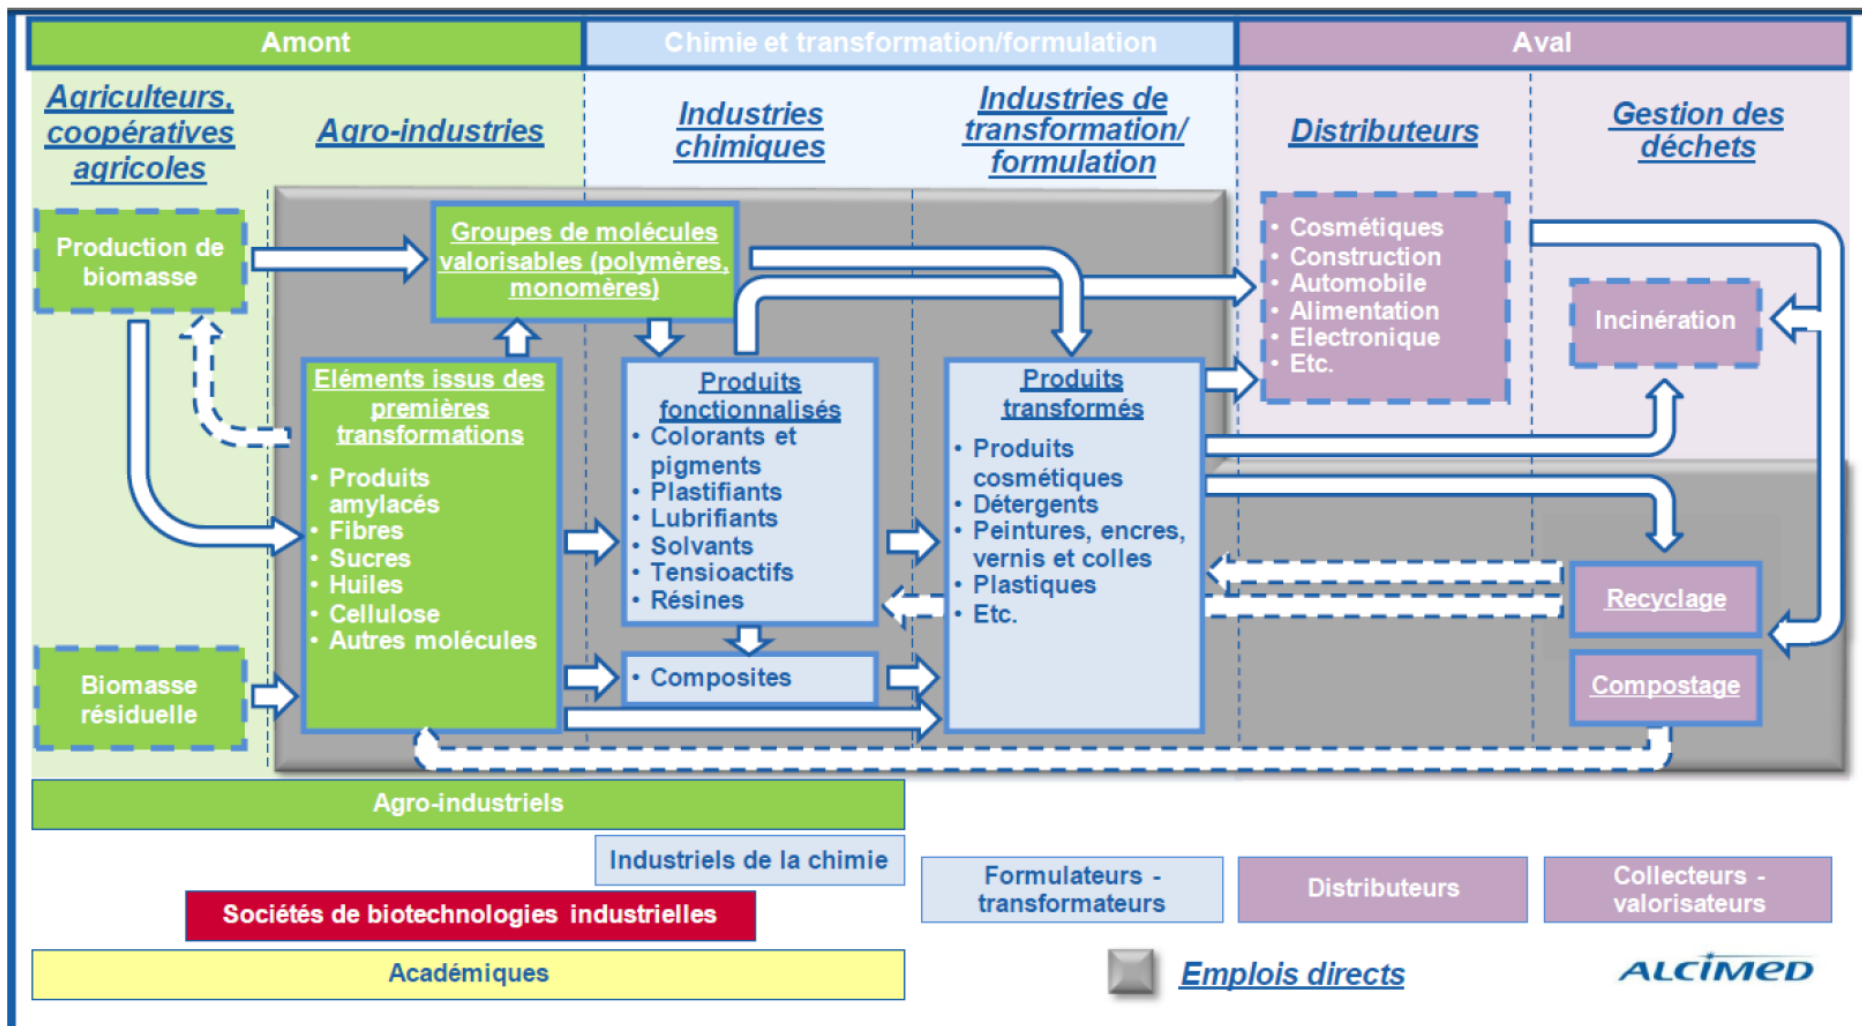 Amont
Chimie et transformation/formulation
Aval
Agriculteurs,
coopératives
agricoles
Agro-industries
Industries
chimiques
Industries de
transformation/
formulation
Distributeurs
Gestion des
déchets
Production de
biomasse
Groupes de molécules
valorisables (polymères,
monomères)
• Cosmétiques
• Construction
• Automobile
• Alimentation
• Electronique
• Etc.
Incinération
Eléments issus des
premières
transformations
• Produits
amylacés
• Fibres
• Sucres
• Huiles
• Cellulose
• Autres molécules
Produits
fonctionnalisés
• Colorants et
pigments
• Plastifiants
• Lubrifiants
• Solvants
• Tensioactifs
• Résines
• Composites
Produits
transformés
• Produits
cosmétiques
• Détergents
• Peintures, encres,
vernis et colles
• Plastiques
• Etc.
Recyclage
Compostage
Biomasse
résiduelle
Agro-industriels
Industriels de la chimie
Sociétés de biotechnologies industrielles
Académiques
Formulateurs -
transformateurs
Distributeurs
Collecteurs -
valorisateurs
Emplois directs
ALCIMED